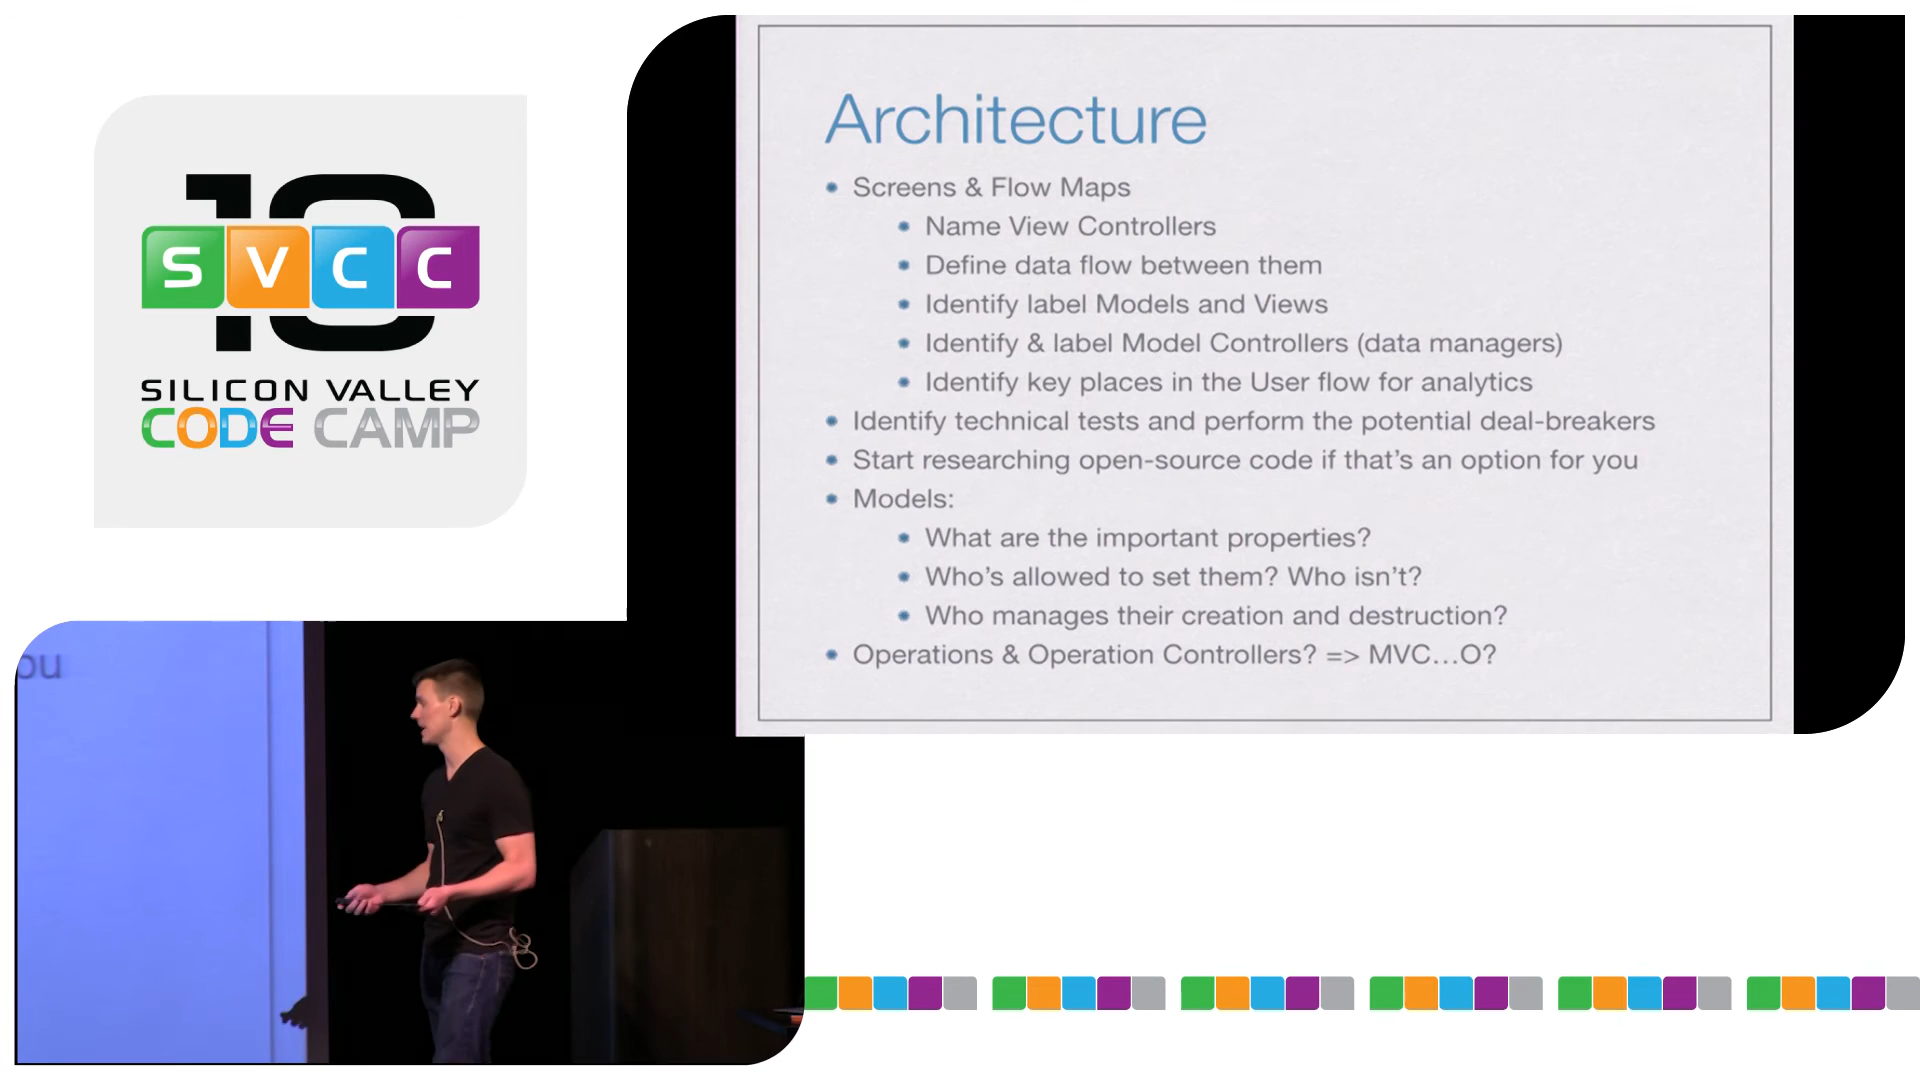 10
SVCC
SILICON VALLEY
CODE CAMP
Architecture
Screens & Flow Maps
Name View Controllers
Define data flow between them
Identify label Models and Views
Identify & label Model Controllers (data managers)
Identify key places in the User flow for analytics
Identify technical tests and perform the potential deal-breakers
Start researching open-source code if that's an option for you
Models:
What are the important properties?
Who's allowed to set them? Who isn't?
Who manages their creation and destruction?
Operations & Operation Controllers? => MVC...O?
ou